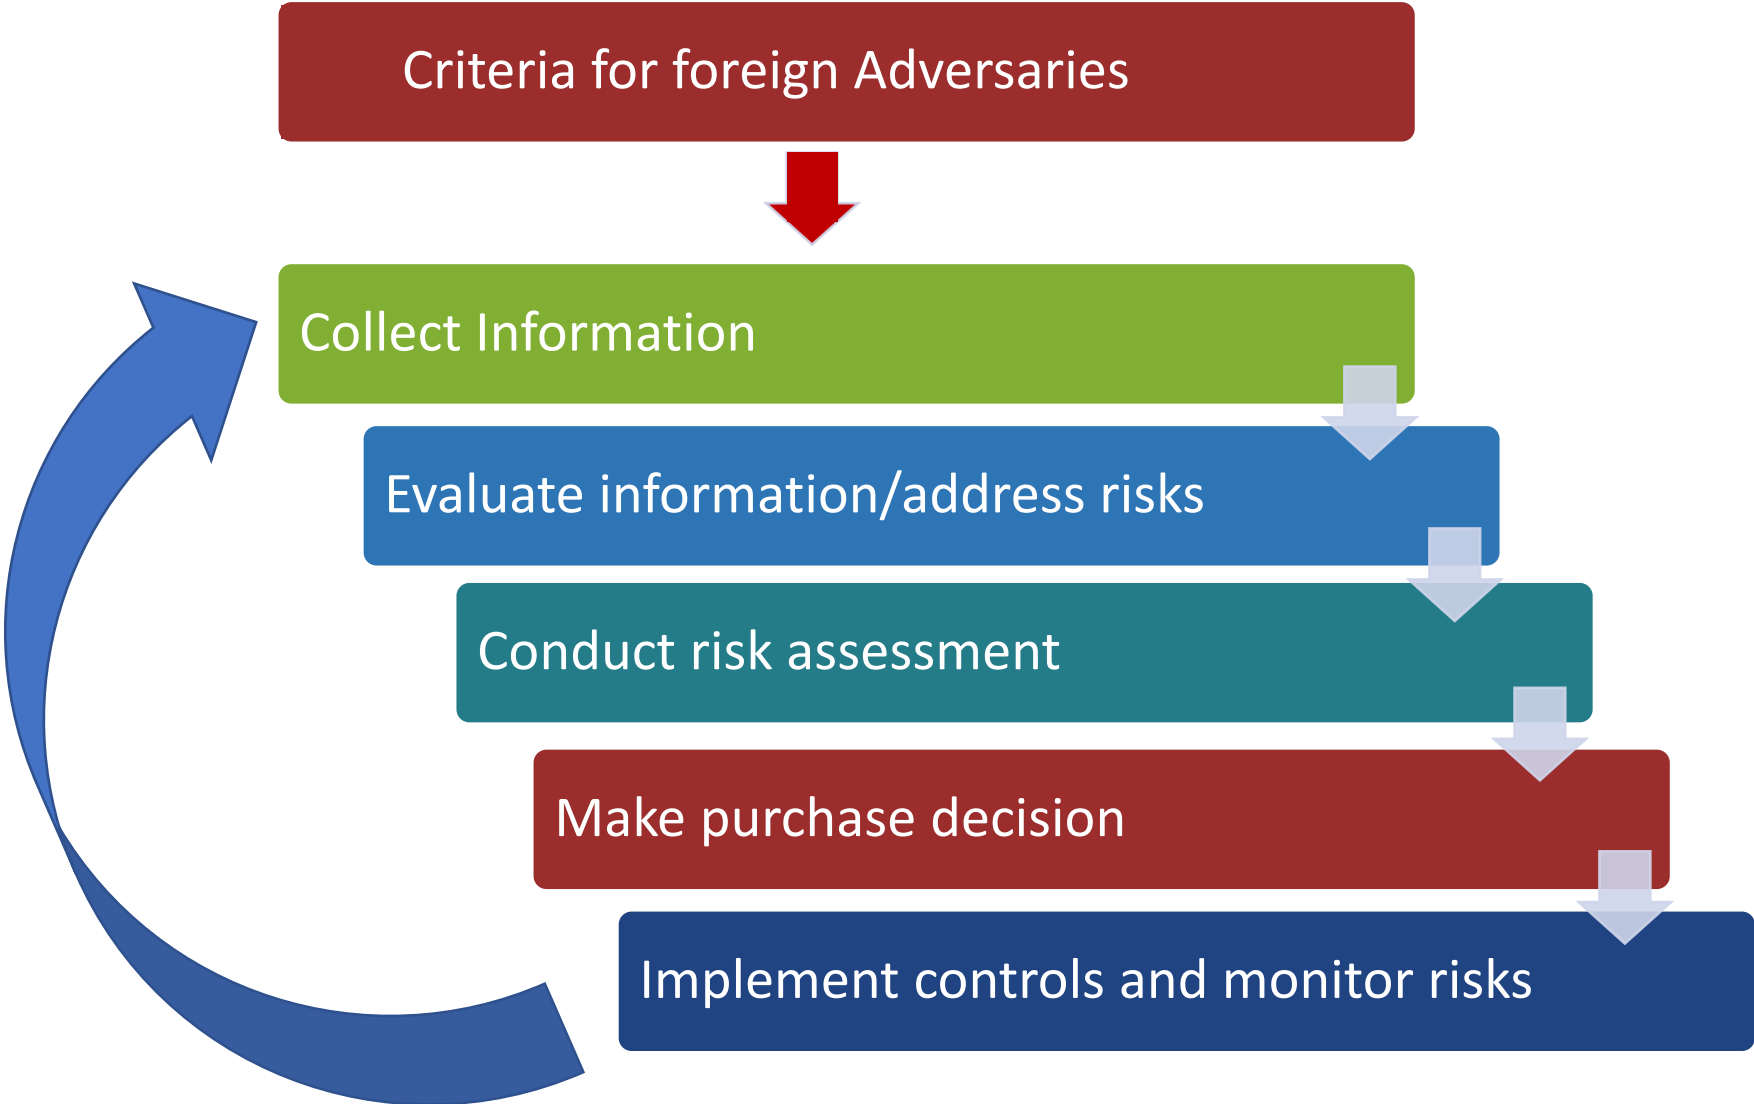 Criteria for foreign Adversaries
Collect Information
Evaluate information/address risks
Conduct risk assessment
Make purchase decision
Implement controls and monitor risks